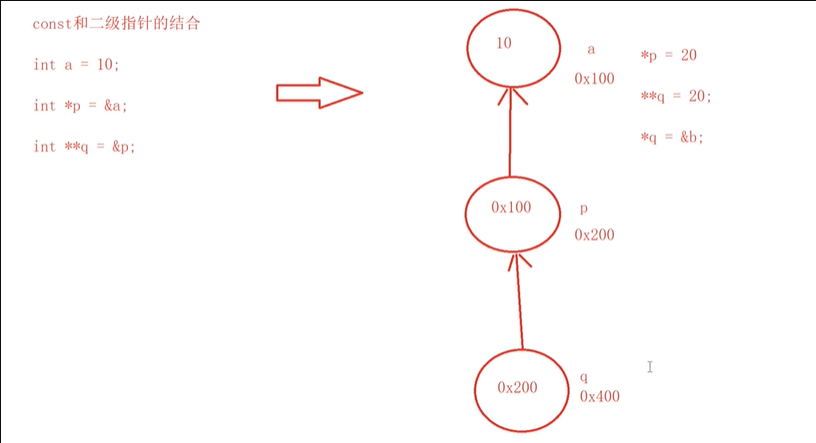 const和二级指针的结合
int a = 10;
int *p = &a;
int **q = &p;
10
a
0x100
*p = 20
**q = 20;
*q = &b;
0x100
p
0x200
0x200
q
0x400